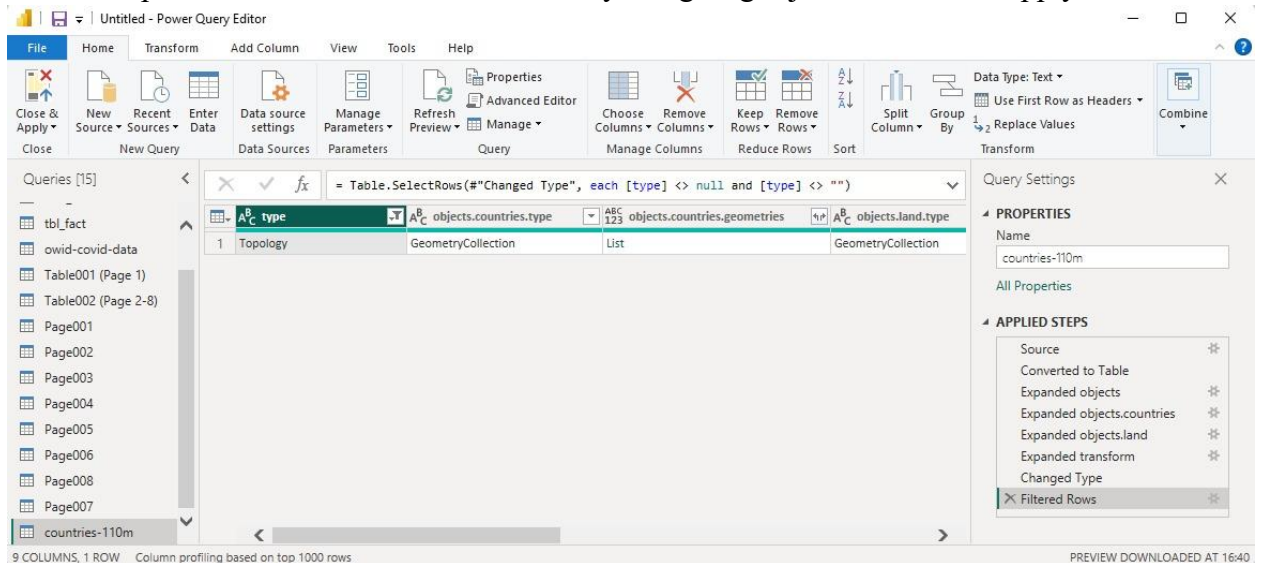 Untitled - Power Query Editor
File Home Transform Add Column View Tools Help
Close & Apply
New Source
Recent Sources
Enter Data
Data source settings
Manage Parameters
Refresh Preview
Properties
Advanced Editor
Manage
Choose Columns
Remove Columns
Keep Rows
Remove Rows
Split Column
Group By
Data Type: Text
Use First Row as Headers
Replace Values
Combine
Close New Query Data Sources Parameters Query Manage Columns Reduce Rows Sort Transform
Queries [15]
tbl_fact
owid-covid-data
Table001 (Page 1)
Table002 (Page 2-8)
Page001
Page002
Page003
Page004
Page005
Page006
Page008
Page007
countries-110m
= Table.SelectRows(#"Changed Type", each [type] <> null and [type] <> "")
type objects.countries.type objects.countries.geometries objects.land.type
1 Topology GeometryCollection List GeometryCollection
Query Settings
PROPERTIES
Name
countries-110m
All Properties
APPLIED STEPS
Source
Converted to Table
Expanded objects
Expanded objects.countries
Expanded objects.land
Expanded transform
Changed Type
Filtered Rows
9 COLUMNS, 1 ROW Column profiling based on top 1000 rows
PREVIEW DOWNLOADED AT 16:40